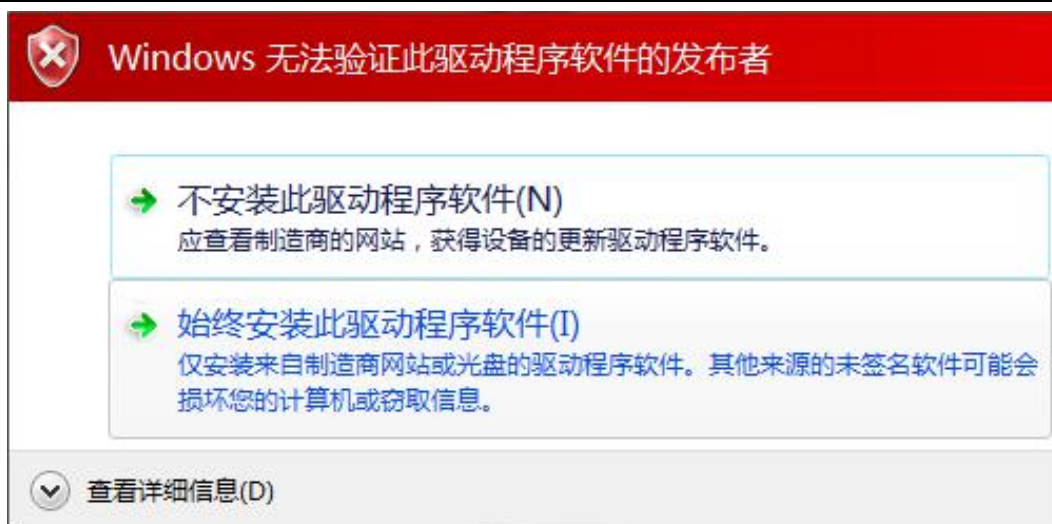 Windows 无法验证此驱动程序软件的发布者
不安装此驱动程序软件(N)
应查看制造商的网站，获得设备的更新驱动程序软件。
始终安装此驱动程序软件(I)
仅安装来自制造商网站或光盘的驱动程序软件。其他来源的未签名软件可能会
损坏您的计算机或窃取信息。
查看详细信息(D)